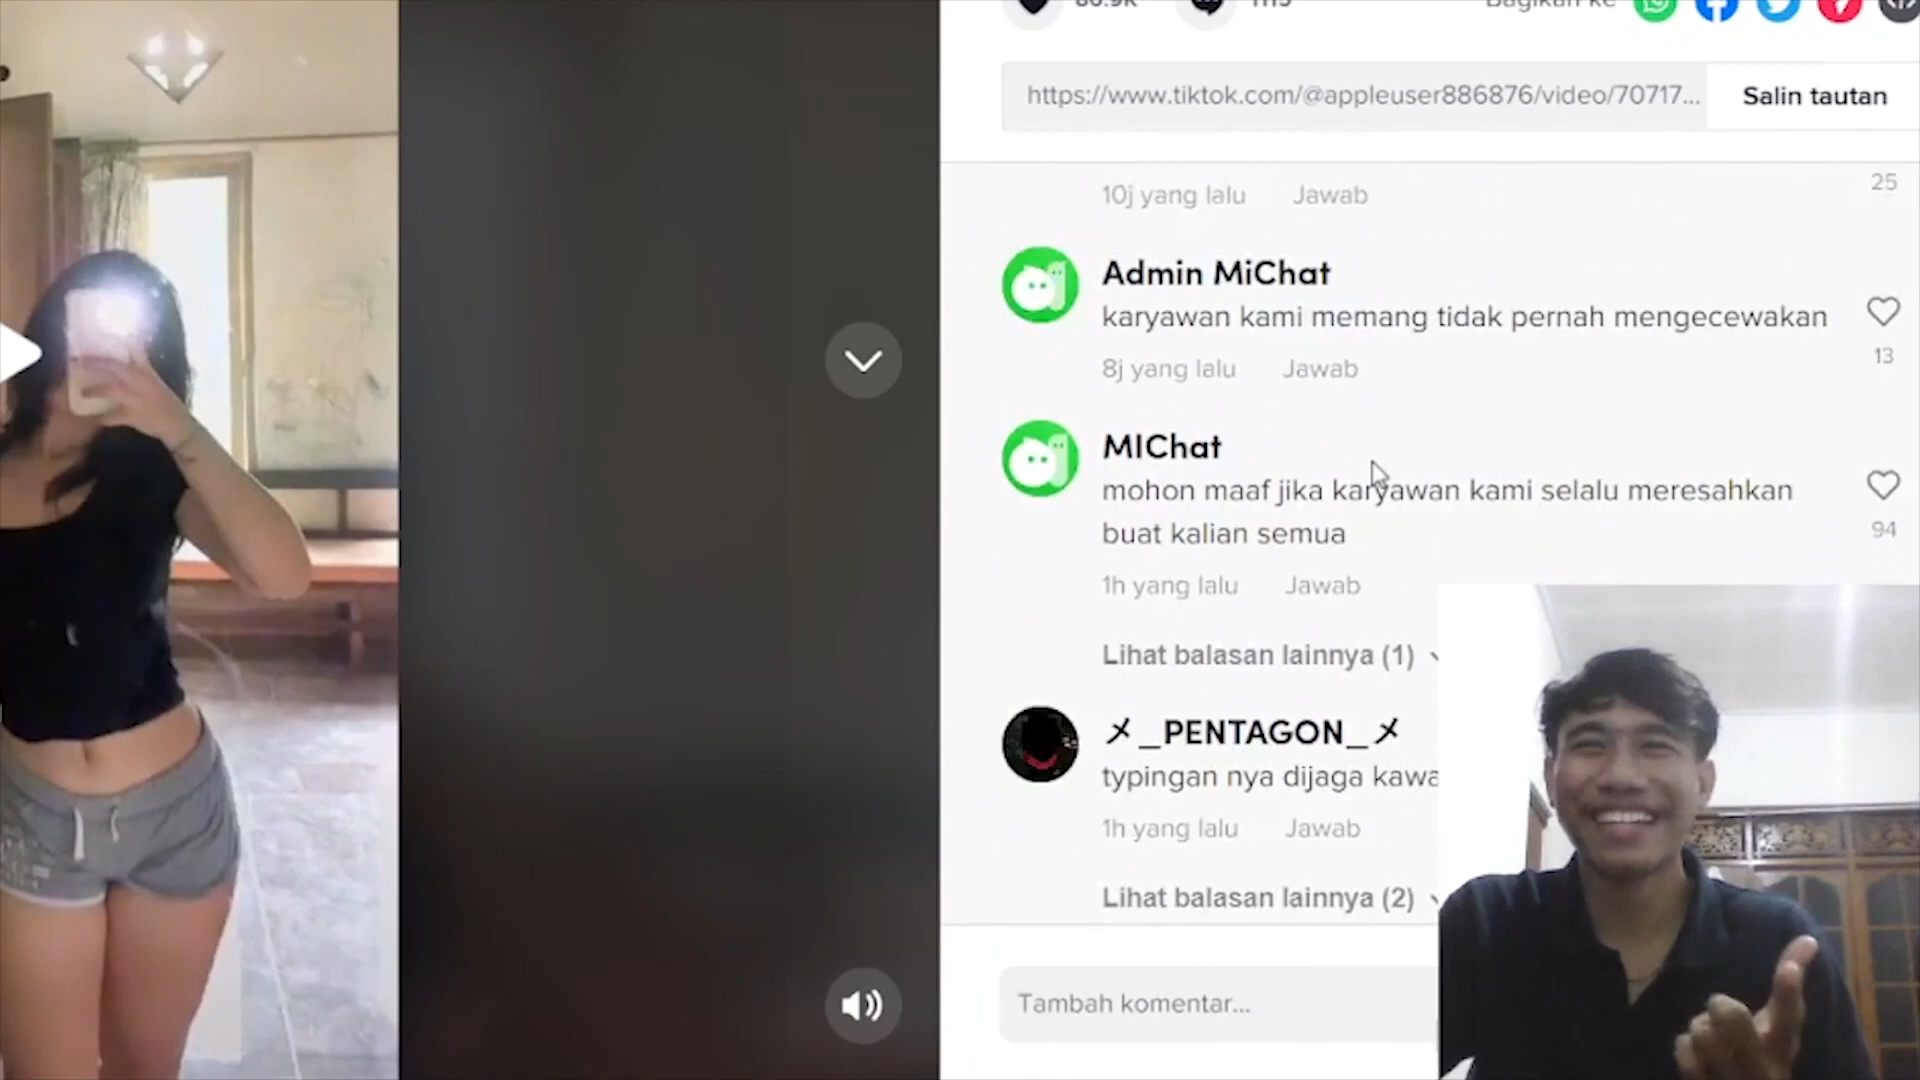 Bagikan ke
https://www.tiktok.com/@appleuser886876/video/70717...
Salin tautan
10j yang lalu Jawab
25
Admin MiChat
karyawan kami memang tidak pernah mengecewakan
13
8j yang lalu Jawab
MIChat
mohon maaf jika karyawan kami selalu meresahkan
buat kalian semua
94
1h yang lalu Jawab
Lihat balasan lainnya (1)
メ_PENTAGON_メ
typingan nya dijaga kawa
1h yang lalu Jawab
Lihat balasan lainnya (2)
Tambah komentar...